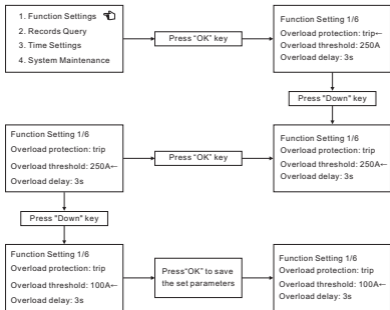 1. Function Settings
2. Records Query
3. Time Settings
4. System Maintenance
Press "OK" key
Function Setting 1/6
Overload protection: trip←
Overload threshold: 250A
Overload delay: 3s
Press "Down" key
Function Setting 1/6
Overload protection: trip
Overload threshold: 250A←
Overload delay: 3s
Press "OK" key
Function Setting 1/6
Overload protection: trip
Overload threshold: 250A←
Overload delay: 3s
Press "Down" key
Function Setting 1/6
Overload protection: trip
Overload threshold: 100A←
Overload delay: 3s
Press"OK" to save
the set parameters
Function Setting 1/6
Overload protection: trip
Overload threshold: 100A←
Overload delay: 3s